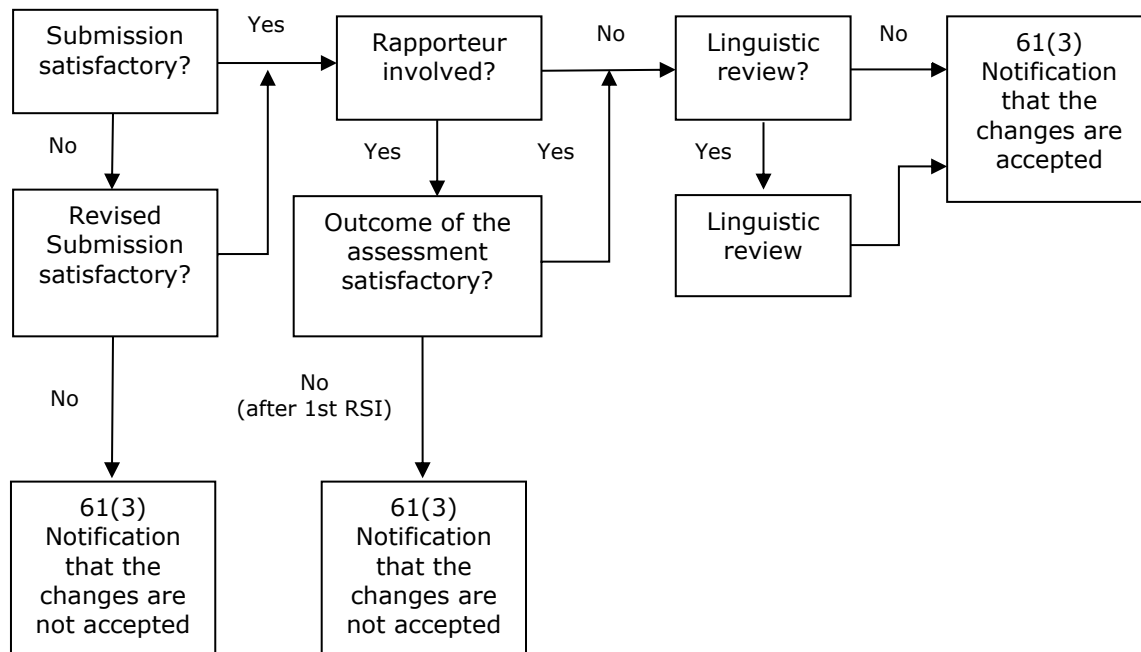 Submission
satisfactory?
Yes
Rapporteur
involved?
No
Linguistic
review?
No
61(3)
Notification
that the
changes are
accepted
No
Yes
Yes
Yes
Revised
Submission
satisfactory?
Outcome of the
assessment
satisfactory?
Linguistic
review
No
No
(after 1st RSI)
61(3)
Notification
that the
changes are
not accepted
61(3)
Notification
that the
changes are
not accepted